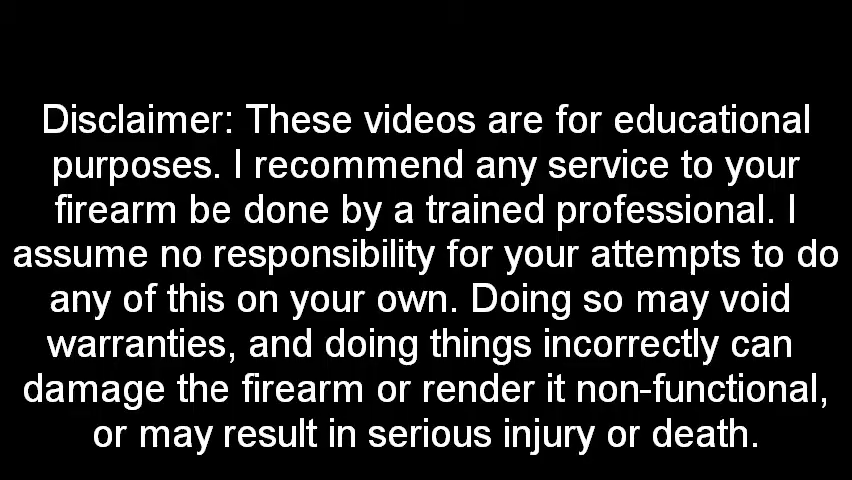 Disclaimer: These videos are for educational
purposes. I recommend any service to your
firearm be done by a trained professional. I
assume no responsibility for your attempts to do
any of this on your own. Doing so may void
warranties, and doing things incorrectly can
damage the firearm or render it non-functional,
or may result in serious injury or death.